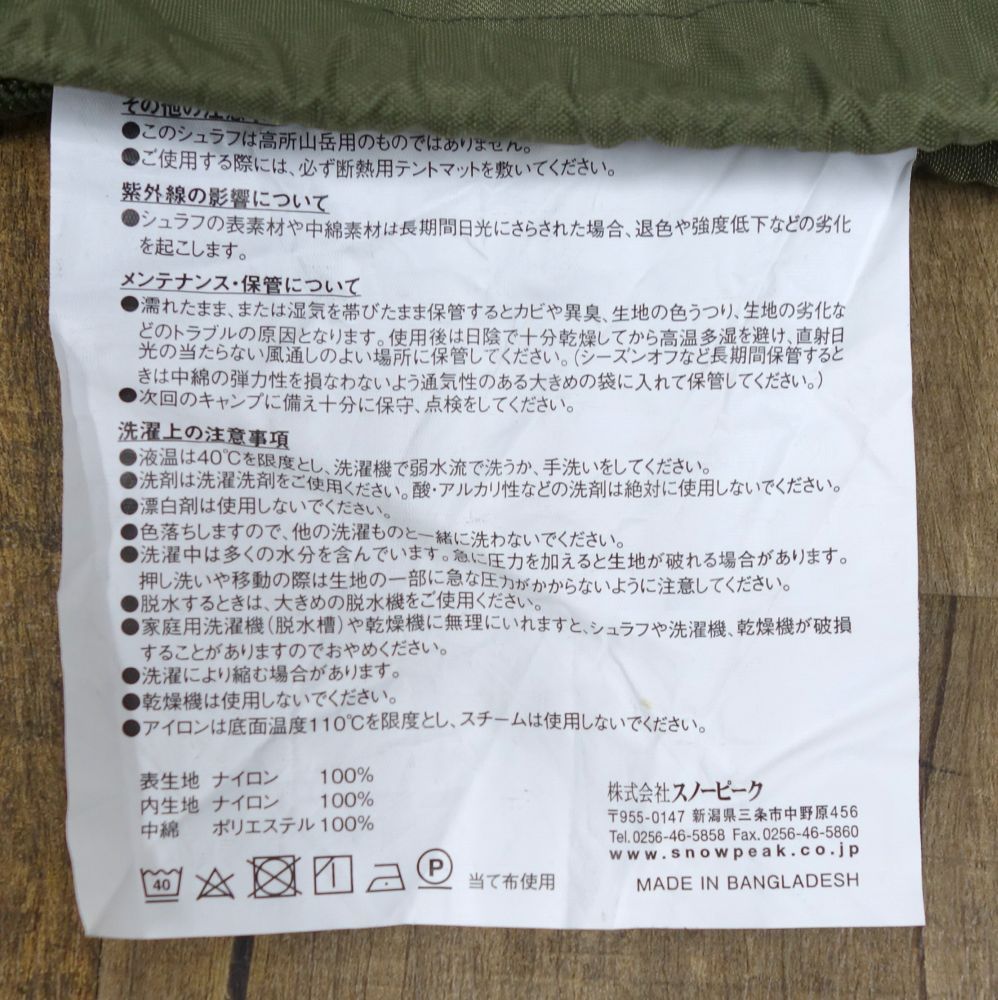 その他の注意
●このシュラフは高所山岳用のものではありません。
●ご使用する際には、必ず断熱用テントマットを敷いてください。
紫外線の影響について
●シュラフの表素材や中綿素材は長期間日光にさらされた場合、退色や強度低下などの劣化
を起こします。
メンテナンス・保管について
●濡れたまま、または湿気を帯びたまま保管するとカビや異臭、生地の色うつり、生地の劣化な
どのトラブルの原因となります。使用後は日陰で十分乾燥してから高温多湿を避け、直射日
光の当たらない風通しのよい場所に保管してください。（シーズンオフなど長期間保管すると
きは中綿の弾力性を損なわないよう通気性のある大きめの袋に入れて保管してください。）
●次回のキャンプに備え十分に保守、点検をしてください。
洗濯上の注意事項
●液温は40℃を限度とし、洗濯機で弱水流で洗うか、手洗いをしてください。
●洗剤は洗濯洗剤をご使用ください。酸・アルカリ性などの洗剤は絶対に使用しないでください。
●漂白剤は使用しないでください。
●色落ちしますので、他の洗濯ものと一緒に洗わないでください。
●洗濯中は多くの水分を含んでいます。急に圧力を加えると生地が破れる場合があります。
押し洗いや移動の際は生地の一部に急な圧力がかからないように注意してください。
●脱水するときは、大きめの脱水機をご使用ください。
●家庭用洗濯機（脱水槽）や乾燥機に無理にいれますと、シュラフや洗濯機、乾燥機が破損
することがありますのでおやめください。
●洗濯により縮む場合があります。
●乾燥機は使用しないでください。
●アイロンは底面温度110℃を限度とし、スチームは使用しないでください。
表生地 ナイロン 100%
内生地 ナイロン 100%
中綿 ポリエステル 100%
40 P 当て布使用
株式会社スノーピーク
〒955-0147 新潟県三条市中野原456
Tel.0256-46-5858 Fax.0256-46-5860
www.snowpeak.co.jp
MADE IN BANGLADESH